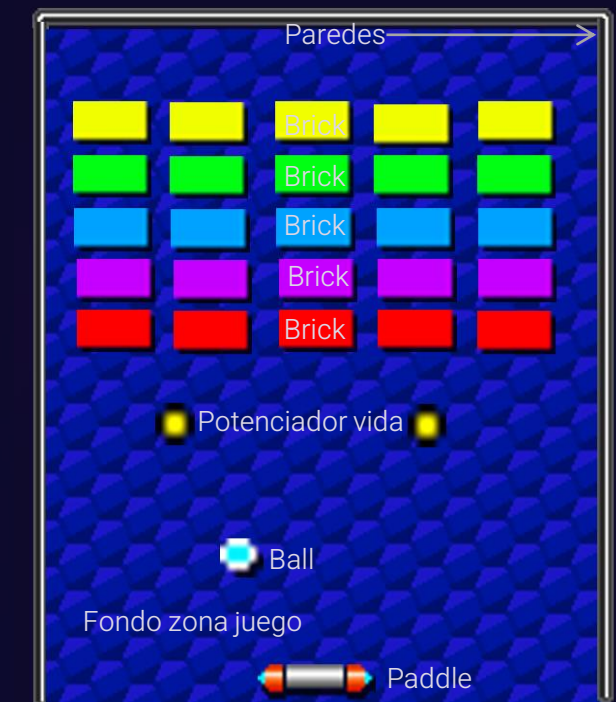 Paredes
Brick
Brick
Brick
Brick
Brick
Potenciador vida
Ball
Fondo zona juego
Paddle